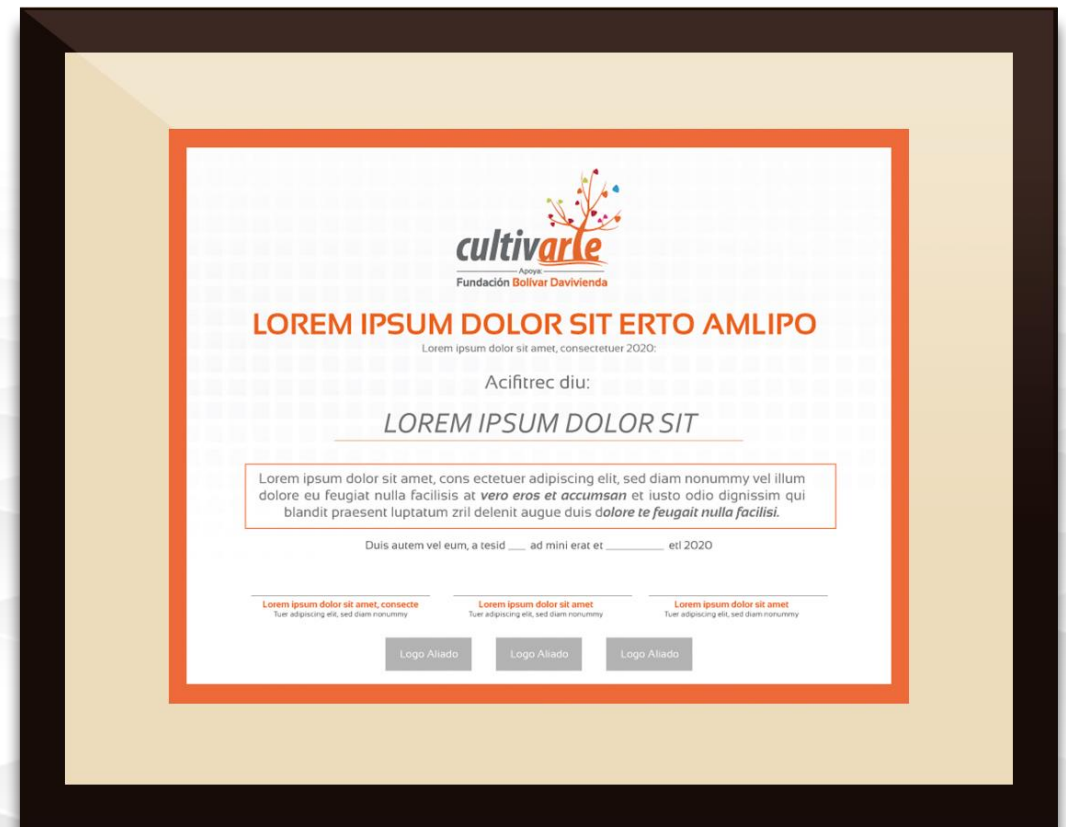 cultivarte
Apoya:
Fundación Bolívar Davivienda
LOREM IPSUM DOLOR SIT ERTO AMLIPO
Lorem ipsum dolor sit amet, consectetuer 2020:
Acifitrec diu:
LOREM IPSUM DOLOR SIT
Lorem ipsum dolor sit amet, cons ectetuer adipiscing elit, sed diam nonummy vel illum
dolore eu feugiat nulla facilisis at vero eros et accumsan et iusto odio dignissim qui
blandit praesent luptatum zril delenit augue duis dolore te feugait nulla facilisi.
Duis autem vel eum, a tesid ___ ad mini erat et __________ etl 2020
Lorem ipsum dolor sit amet, consecte
Tuer adipiscing elit, sed diam nonummy
Lorem ipsum dolor sit amet
Tuer adipiscing elit, sed diam nonummy
Lorem ipsum dolor sit amet
Tuer adipiscing elit, sed diam nonummy
Logo Aliado
Logo Aliado
Logo Aliado